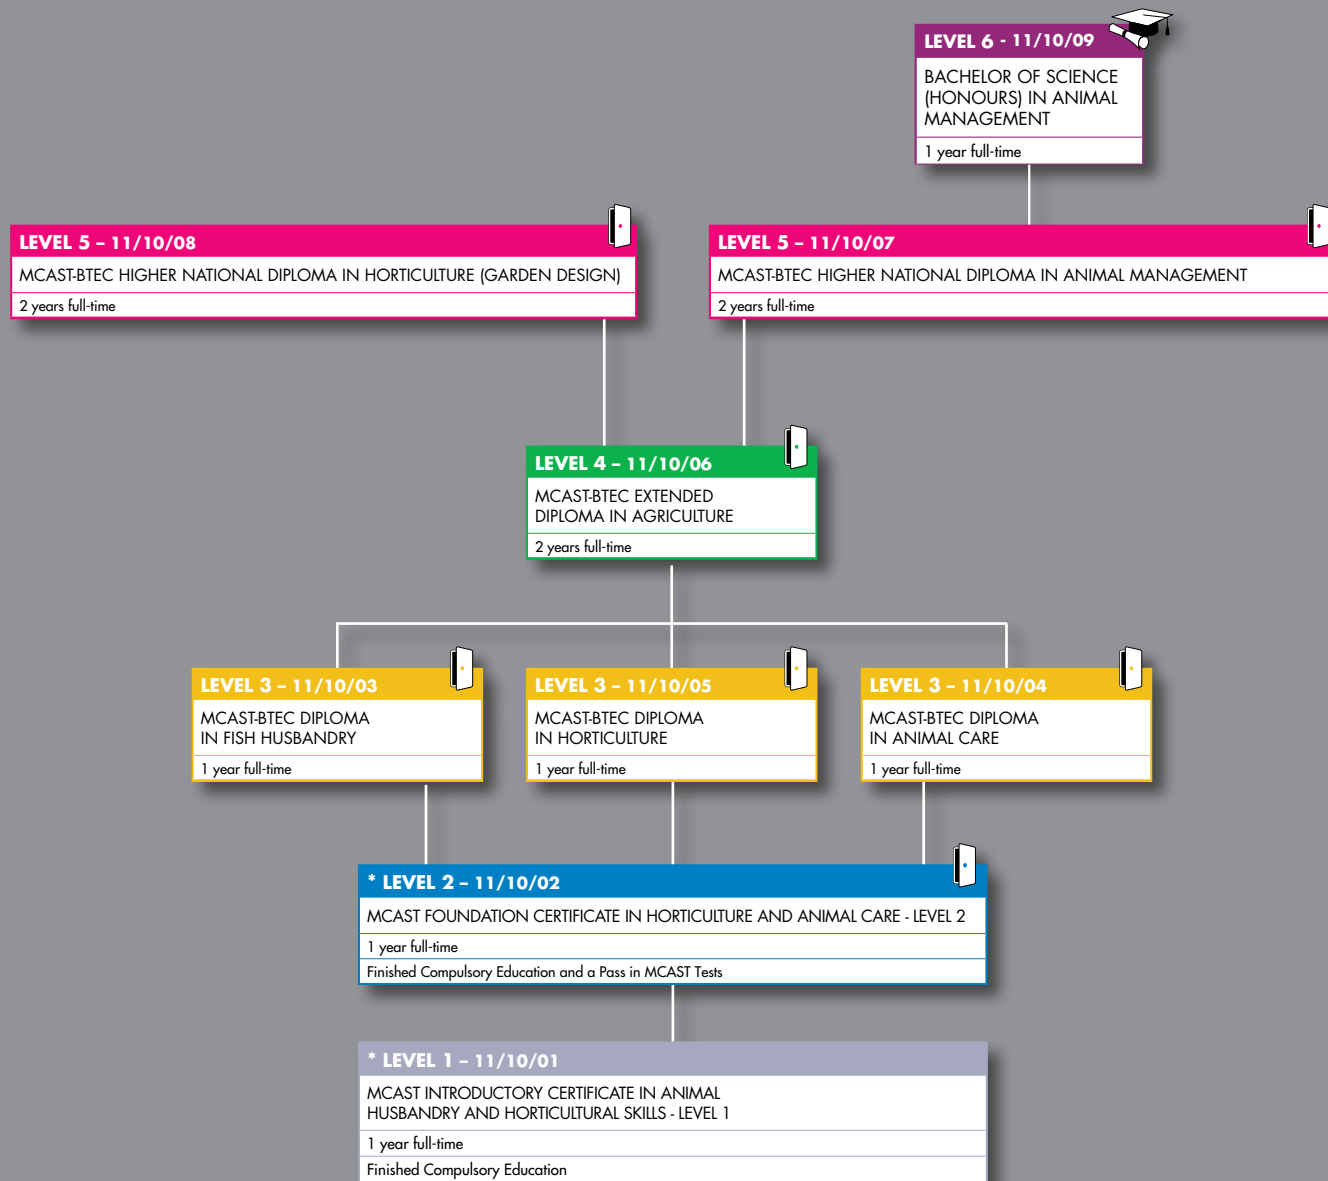 LEVEL 6 - 11/10/09
BACHELOR OF SCIENCE
(HONOURS) IN ANIMAL
MANAGEMENT
1 year full-time
LEVEL 5 – 11/10/08
MCAST-BTEC HIGHER NATIONAL DIPLOMA IN HORTICULTURE (GARDEN DESIGN)
2 years full-time
LEVEL 5 – 11/10/07
MCAST-BTEC HIGHER NATIONAL DIPLOMA IN ANIMAL MANAGEMENT
2 years full-time
LEVEL 4 – 11/10/06
MCAST-BTEC EXTENDED
DIPLOMA IN AGRICULTURE
2 years full-time
LEVEL 3 – 11/10/03
MCAST-BTEC DIPLOMA
IN FISH HUSBANDRY
1 year full-time
LEVEL 3 – 11/10/05
MCAST-BTEC DIPLOMA
IN HORTICULTURE
1 year full-time
LEVEL 3 – 11/10/04
MCAST-BTEC DIPLOMA
IN ANIMAL CARE
1 year full-time
* LEVEL 2 – 11/10/02
MCAST FOUNDATION CERTIFICATE IN HORTICULTURE AND ANIMAL CARE - LEVEL 2
1 year full-time
Finished Compulsory Education and a Pass in MCAST Tests
* LEVEL 1 – 11/10/01
MCAST INTRODUCTORY CERTIFICATE IN ANIMAL
HUSBANDRY AND HORTICULTURAL SKILLS - LEVEL 1
1 year full-time
Finished Compulsory Education